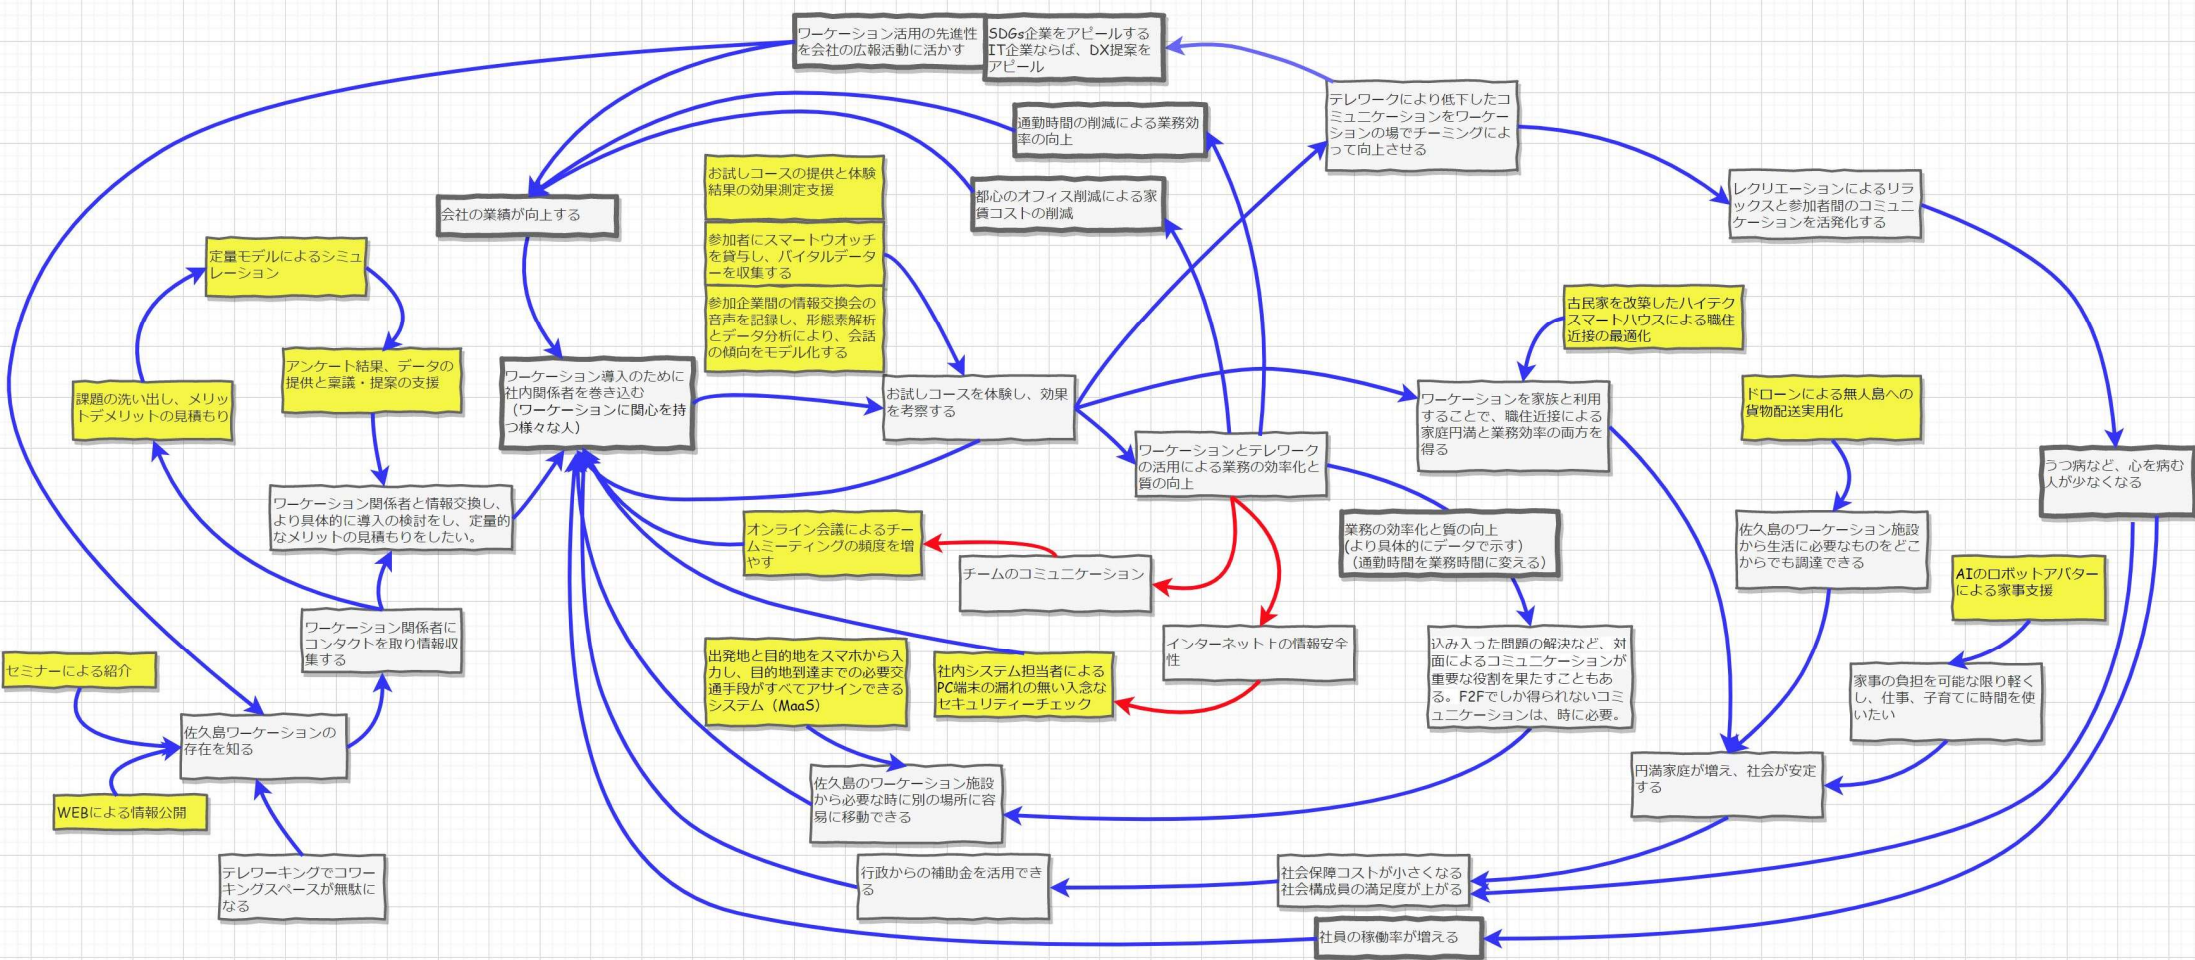 ワーケーション活用の先進性
を会社の広報活動に活かす
SDGs企業をアピールする
IT企業ならば、DX提案を
アピール
テレワークにより低下したコ
ミュニケーションをワーケー
ションの場でチーミングによ
って向上させる
通勤時間の削減による業務効
率の向上
お試しコースの提供と体験
結果の効果測定支援
都心のオフィス削減による家
賃コストの削減
レクリエーションによるリラ
ックスと参加者間のコミュニ
ケーションを活発化する
会社の業績が向上する
参加者にスマートウオッチ
を貸与し、バイタルデータ
ーを収集する
定量モデルによるシミュ
レーション
参加企業間の情報交換会の
音声を記録し、形態素解析
とデータ分析により、会話
の傾向をモデル化する
古民家を改築したハイテク
スマートハウスによる職住
近接の最適化
アンケート結果、データの
提供と稟議・提案の支援
ワーケーション導入のために
社内関係者を巻き込む
（ワーケーションに関心を持
つ様々な人）
お試しコースを体験し、効果
を考察する
課題の洗い出し、メリッ
トデメリットの見積もり
ワーケーションを家族と利用
することで、職住近接による
家庭円満と業務効率の両方を
得る
ドローンによる無人島への
貨物配送実用化
ワーケーションとテレワーク
の活用による業務の効率化と
質の向上
うつ病など、心を病む
人が少なくなる
ワーケーション関係者と情報交換し、
より具体的に導入の検討をし、定量的
なメリットの見積もりをしたい。
オンライン会議によるチー
ムミーティングの頻度を増
やす
業務の効率化と質の向上
(より具体的にデータで示す)
（通勤時間を業務時間に変える）
佐久島のワーケーション施設
から生活に必要なものをどこ
からでも調達できる
チームのコミュニケーション
AIのロボットアバター
による家事支援
ワーケーション関係者に
コンタクトを取り情報収
集する
インターネット上の情報安全
性
込み入った問題の解決など、対
面によるコミュニケーションが
重要な役割を果たすこともあ
る。F2Fでしか得られないコミ
ュニケーションは、時に必要。
セミナーによる紹介
出発地と目的地をスマホから入
力し、目的地到達までの必要交
通手段がすべてアサインできる
システム（MaaS）
社内システム担当者による
PC端末の漏れの無い入念な
セキュリティーチェック
家事の負担を可能な限り軽く
し、仕事、子育てに時間を使
いたい
佐久島ワーケーションの
存在を知る
佐久島のワーケーション施設
から必要な時に別の場所に容
易に移動できる
円満家庭が増え、社会が安定
する
WEBによる情報公開
テレワーキングでコワー
キングスペースが無駄に
なる
行政からの補助金を活用でき
る
社会保障コストが小さくなる
社会構成員の満足度が上がる
社員の稼働率が増える